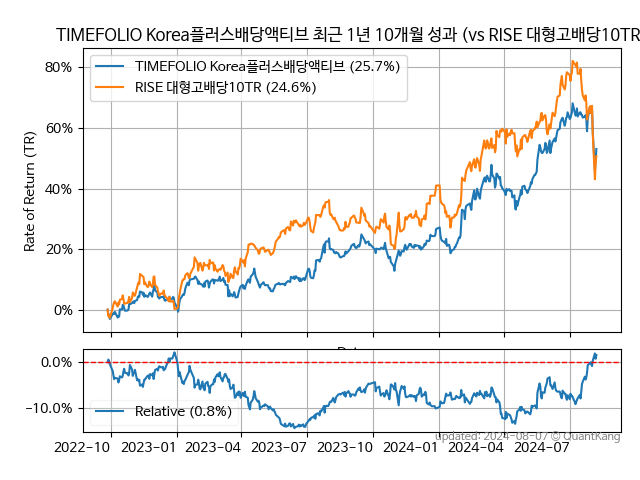 TIMEFOLIO Korea플러스배당액티브 최근 1년 10개월 성과 (vs RISE 대형고배당10TR
TIMEFOLIO Korea플러스배당액티브 (25.7%)
RISE 대형고배당10TR (24.6%)
Rate of Return (TR)
80%
60%
40%
20%
0%
0.0%
−10.0%
Relative (0.8%)
2022-10 2023-01 2023-04 2023-07 2023-10 2024-01 2024-04 2024-07
Updated: 2024-08-07 © QuantKang